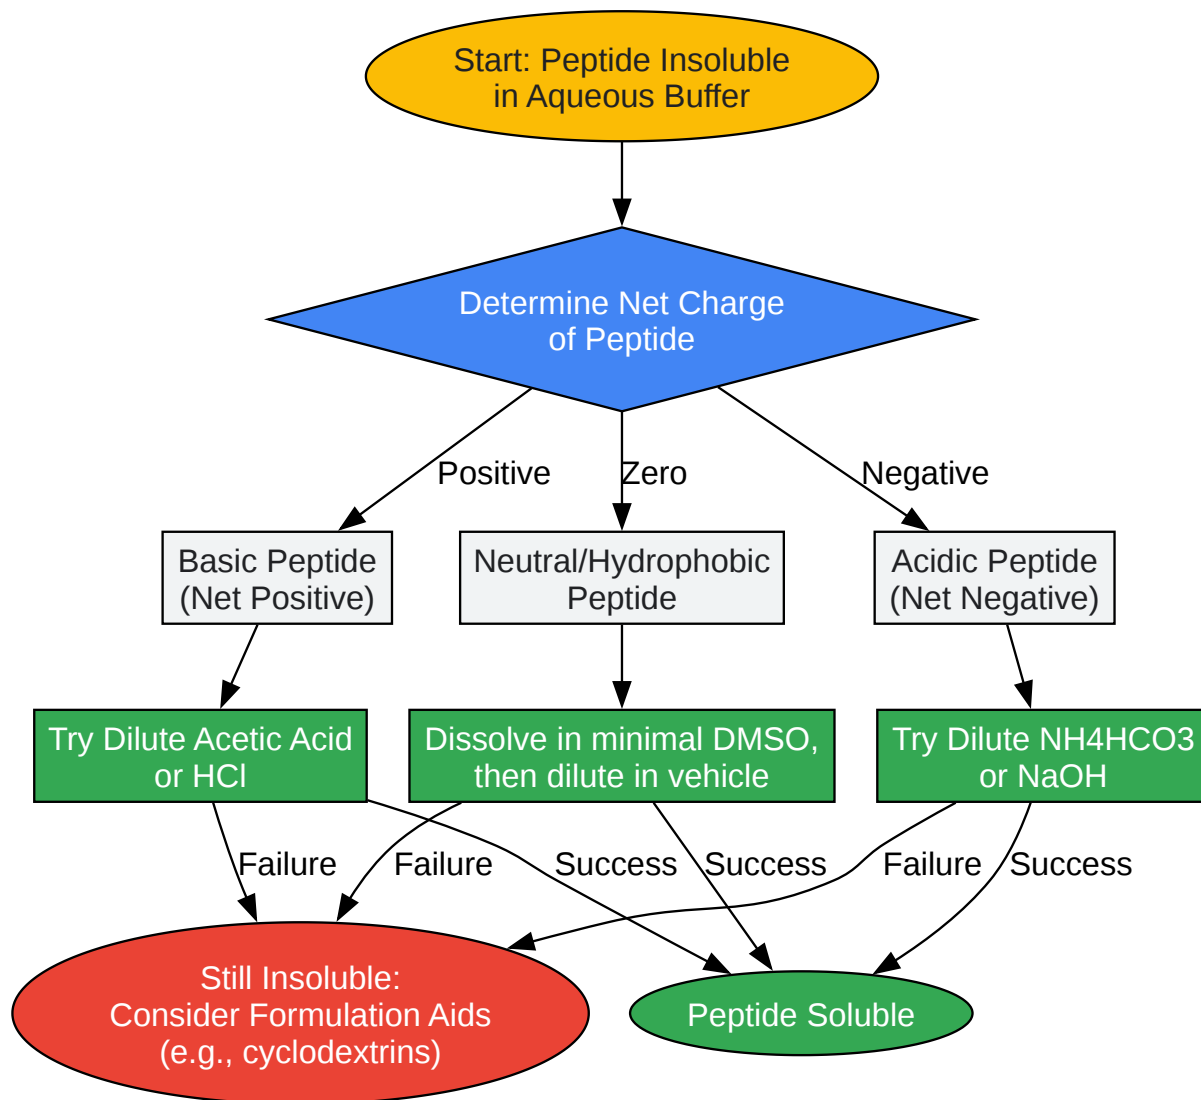 Start: Peptide Insoluble
in Aqueous Buffer
Determine Net Charge
of Peptide
Positive
Zero
Negative
Basic Peptide
(Net Positive)
Neutral/Hydrophobic
Peptide
Acidic Peptide
(Net Negative)
Try Dilute Acetic Acid
or HCl
Dissolve in minimal DMSO,
then dilute in vehicle
Try Dilute NH4HCO3
or NaOH
Failure
Failure
Success
Success
Failure
Success
Still Insoluble:
Consider Formulation Aids
(e.g., cyclodextrins)
Peptide Soluble